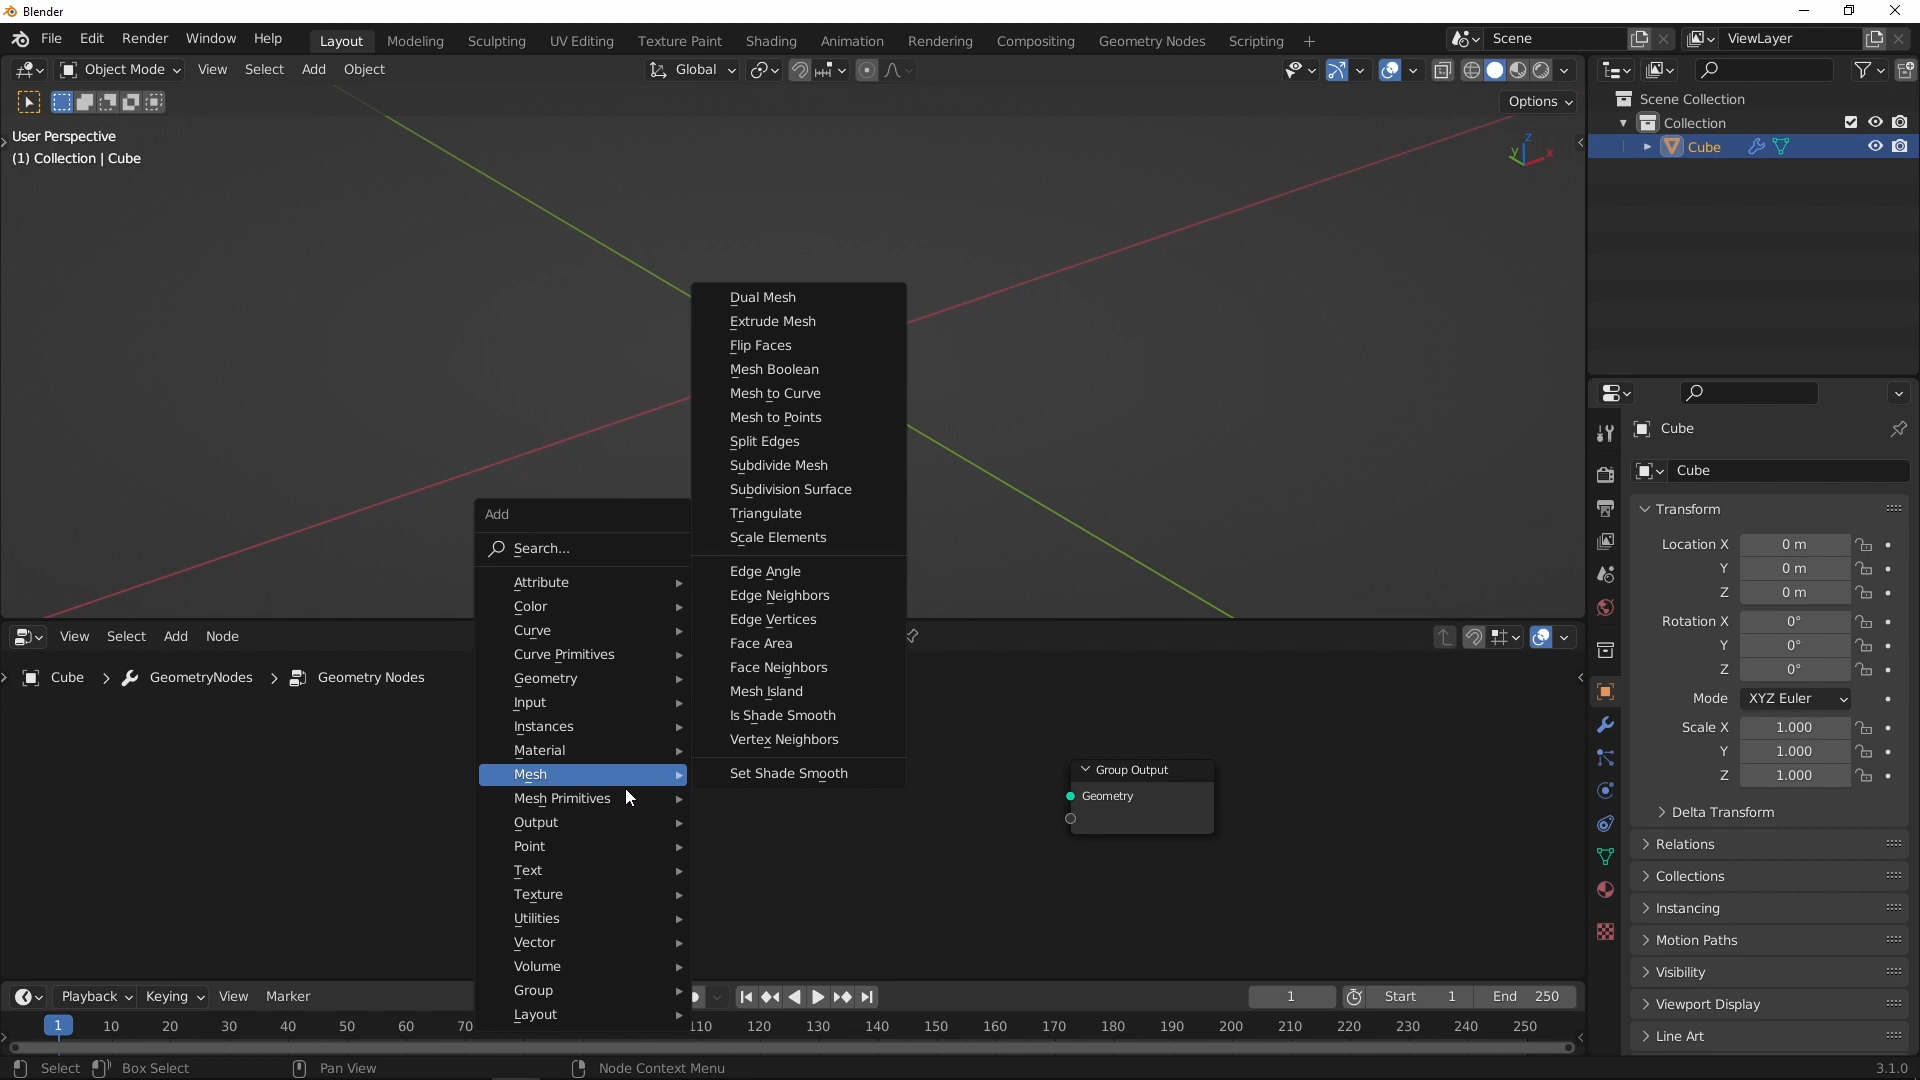 Blender
File Edit Render Window Help
Layout Modeling Sculpting UV Editing Texture Paint Shading Animation Rendering Compositing Geometry Nodes Scripting +
Scene
ViewLayer
Object Mode View Select Add Object
Global
Options
User Perspective
(1) Collection | Cube
Z
Y
X
Scene Collection
Collection
Cube
Dual Mesh
Extrude Mesh
Flip Faces
Mesh Boolean
Mesh to Curve
Mesh to Points
Split Edges
Subdivide Mesh
Subdivision Surface
Triangulate
Scale Elements
Edge Angle
Edge Neighbors
Edge Vertices
Face Area
Face Neighbors
Mesh Island
Is Shade Smooth
Vertex Neighbors
Set Shade Smooth
Add
Search...
Attribute
Color
Curve
Curve Primitives
Geometry
Input
Instances
Material
Mesh
Mesh Primitives
Output
Point
Text
Texture
Utilities
Vector
Volume
Group
Layout
View Select Add Node
Cube > GeometryNodes > Geometry Nodes
Group Output
Geometry
Cube
Cube
Transform
Location X 0 m
Y 0 m
Z 0 m
Rotation X 0°
Y 0°
Z 0°
Mode XYZ Euler
Scale X 1.000
Y 1.000
Z 1.000
Delta Transform
Relations
Collections
Instancing
Motion Paths
Visibility
Viewport Display
Line Art
Playback Keying View Marker
1 Start 1 End 250
1 10 20 30 40 50 60 70 110 120 130 140 150 160 170 180 190 200 210 220 230 240 250
Select Box Select Pan View Node Context Menu 3.1.0